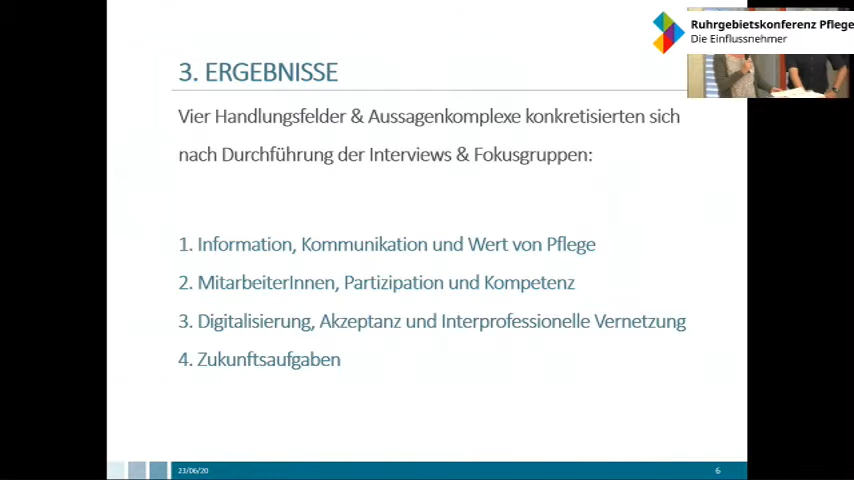 Ruhrgebietskonferenz Pflege
Die Einflussnehmer
3. ERGEBNISSE
Vier Handlungsfelder & Aussagenkomplexe konkretisierten sich
nach Durchführung der Interviews & Fokusgruppen:
1. Information, Kommunikation und Wert von Pflege
2. MitarbeiterInnen, Partizipation und Kompetenz
3. Digitalisierung, Akzeptanz und Interprofessionelle Vernetzung
4. Zukunftsaufgaben
23/06/20
6